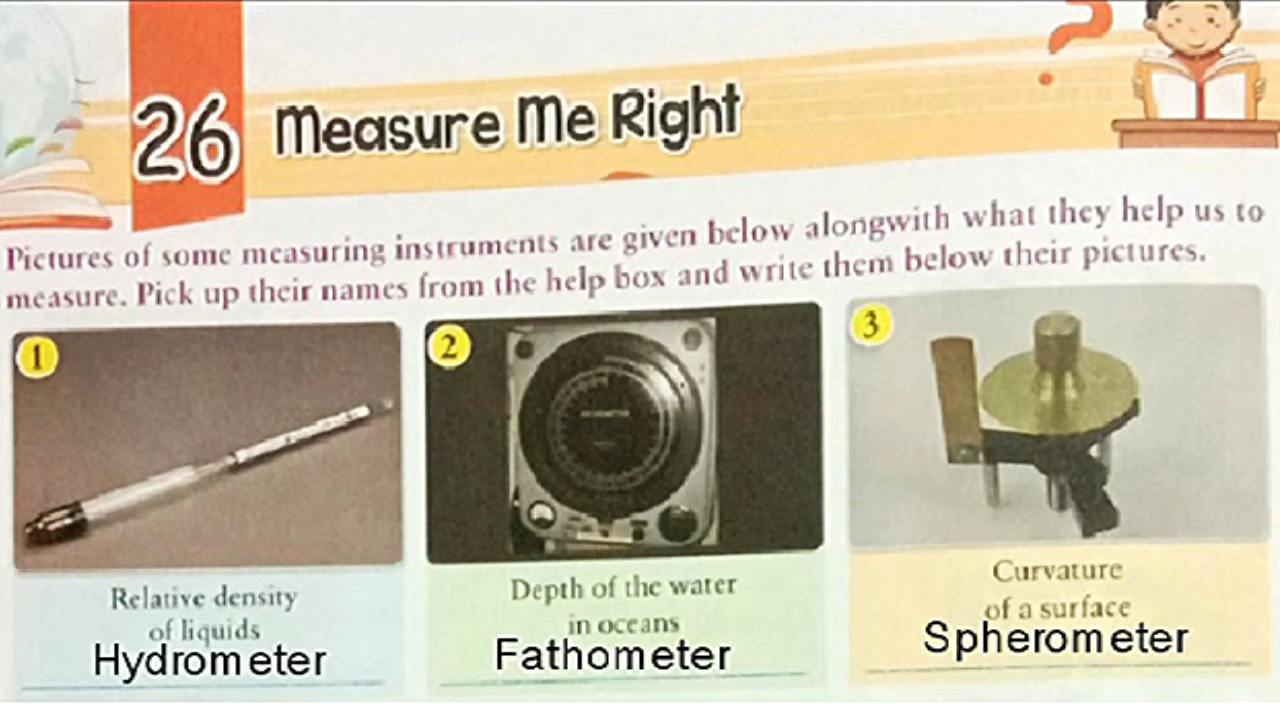 26 Measure Me Right
?
Pictures of some measuring instruments are given below alongwith what they help us to
measure. Pick up their names from the help box and write them below their pictures.
1
2
3
Relative density
of liquids
Hydrometer
Depth of the water
in oceans
Fathometer
Curvature
of a surface
Spherometer